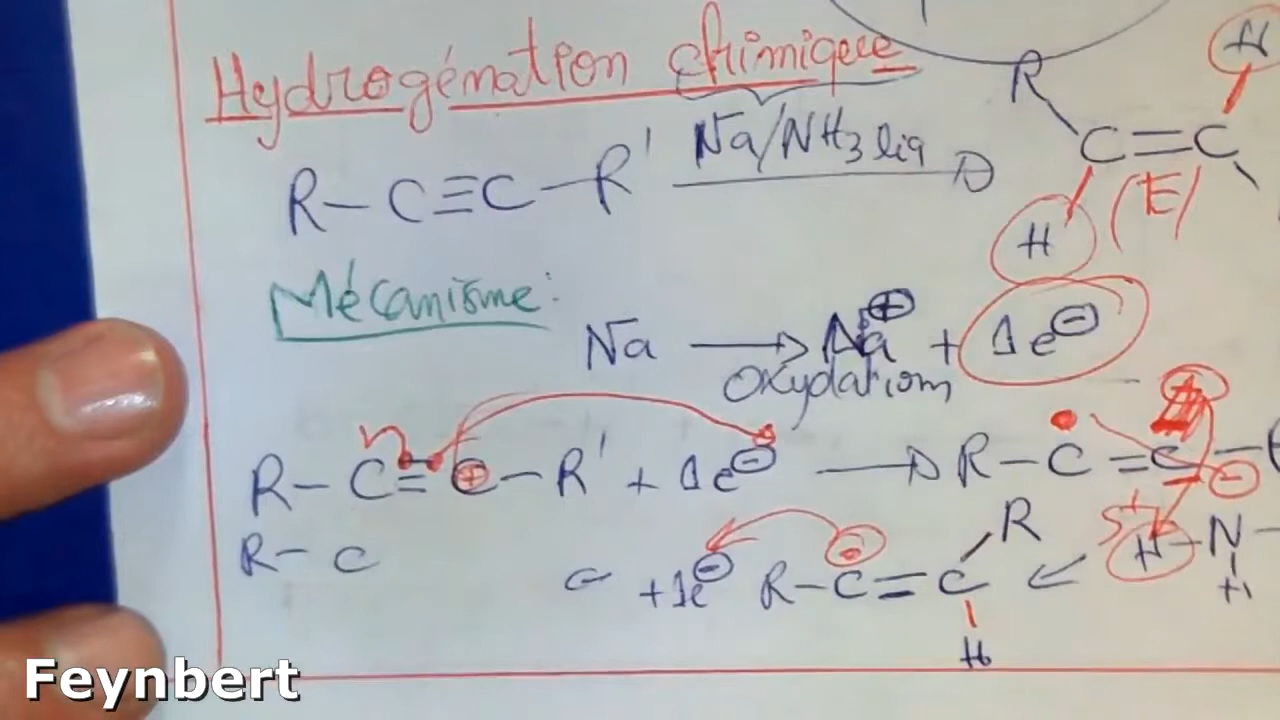 Hydrogénation chimique
R-C≡C-R' Na/NH3 liq → R H
C=C
H (E)
Mécanisme:
Na → Na⊕ + 1e⊖
Oxydation
R-C≡C-R' + 1e⊖ → R-C=C ⊖
R-C
+1e⊖ R-C=C R ← H-N-
H H
Feynbert